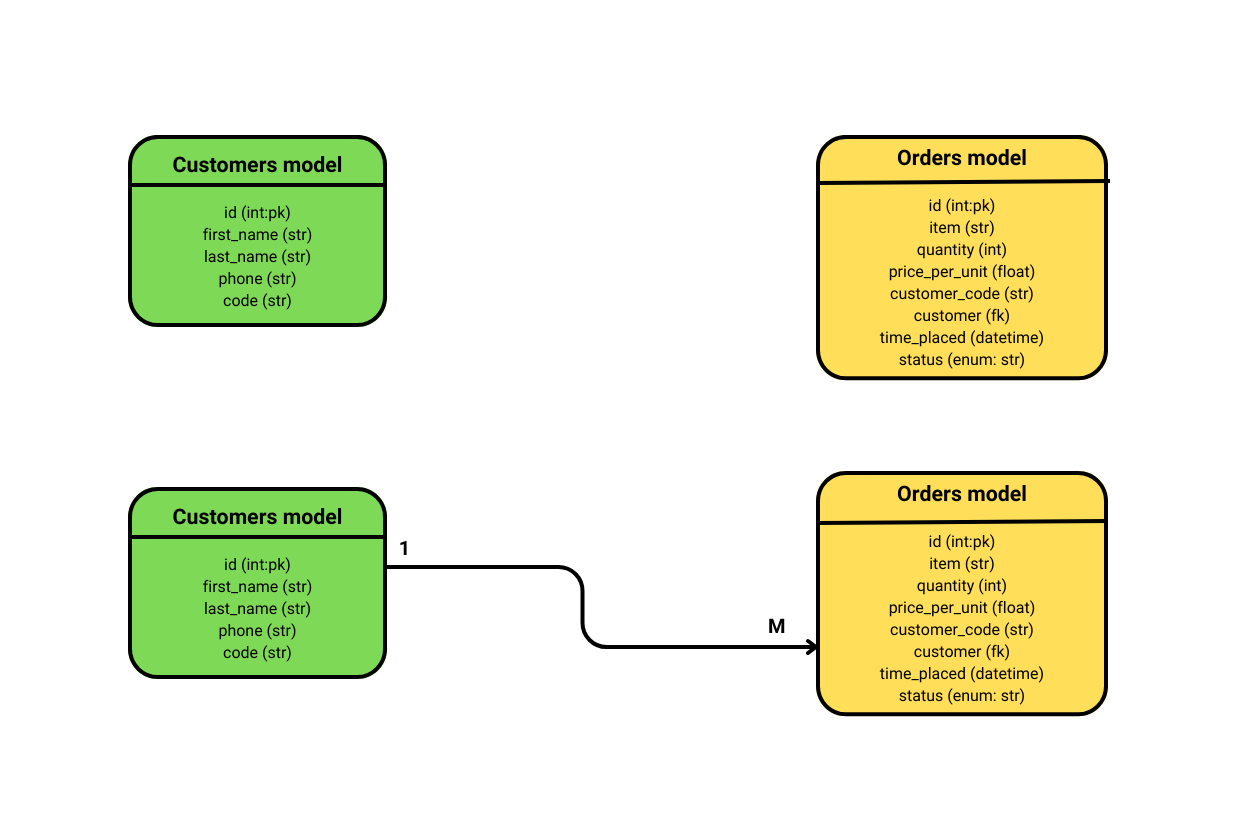 Customers model
id (int:pk)
first_name (str)
last_name (str)
phone (str)
code (str)
Orders model
id (int:pk)
item (str)
quantity (int)
price_per_unit (float)
customer_code (str)
customer (fk)
time_placed (datetime)
status (enum: str)
Customers model
id (int:pk)
first_name (str)
last_name (str)
phone (str)
code (str)
1
M
Orders model
id (int:pk)
item (str)
quantity (int)
price_per_unit (float)
customer_code (str)
customer (fk)
time_placed (datetime)
status (enum: str)